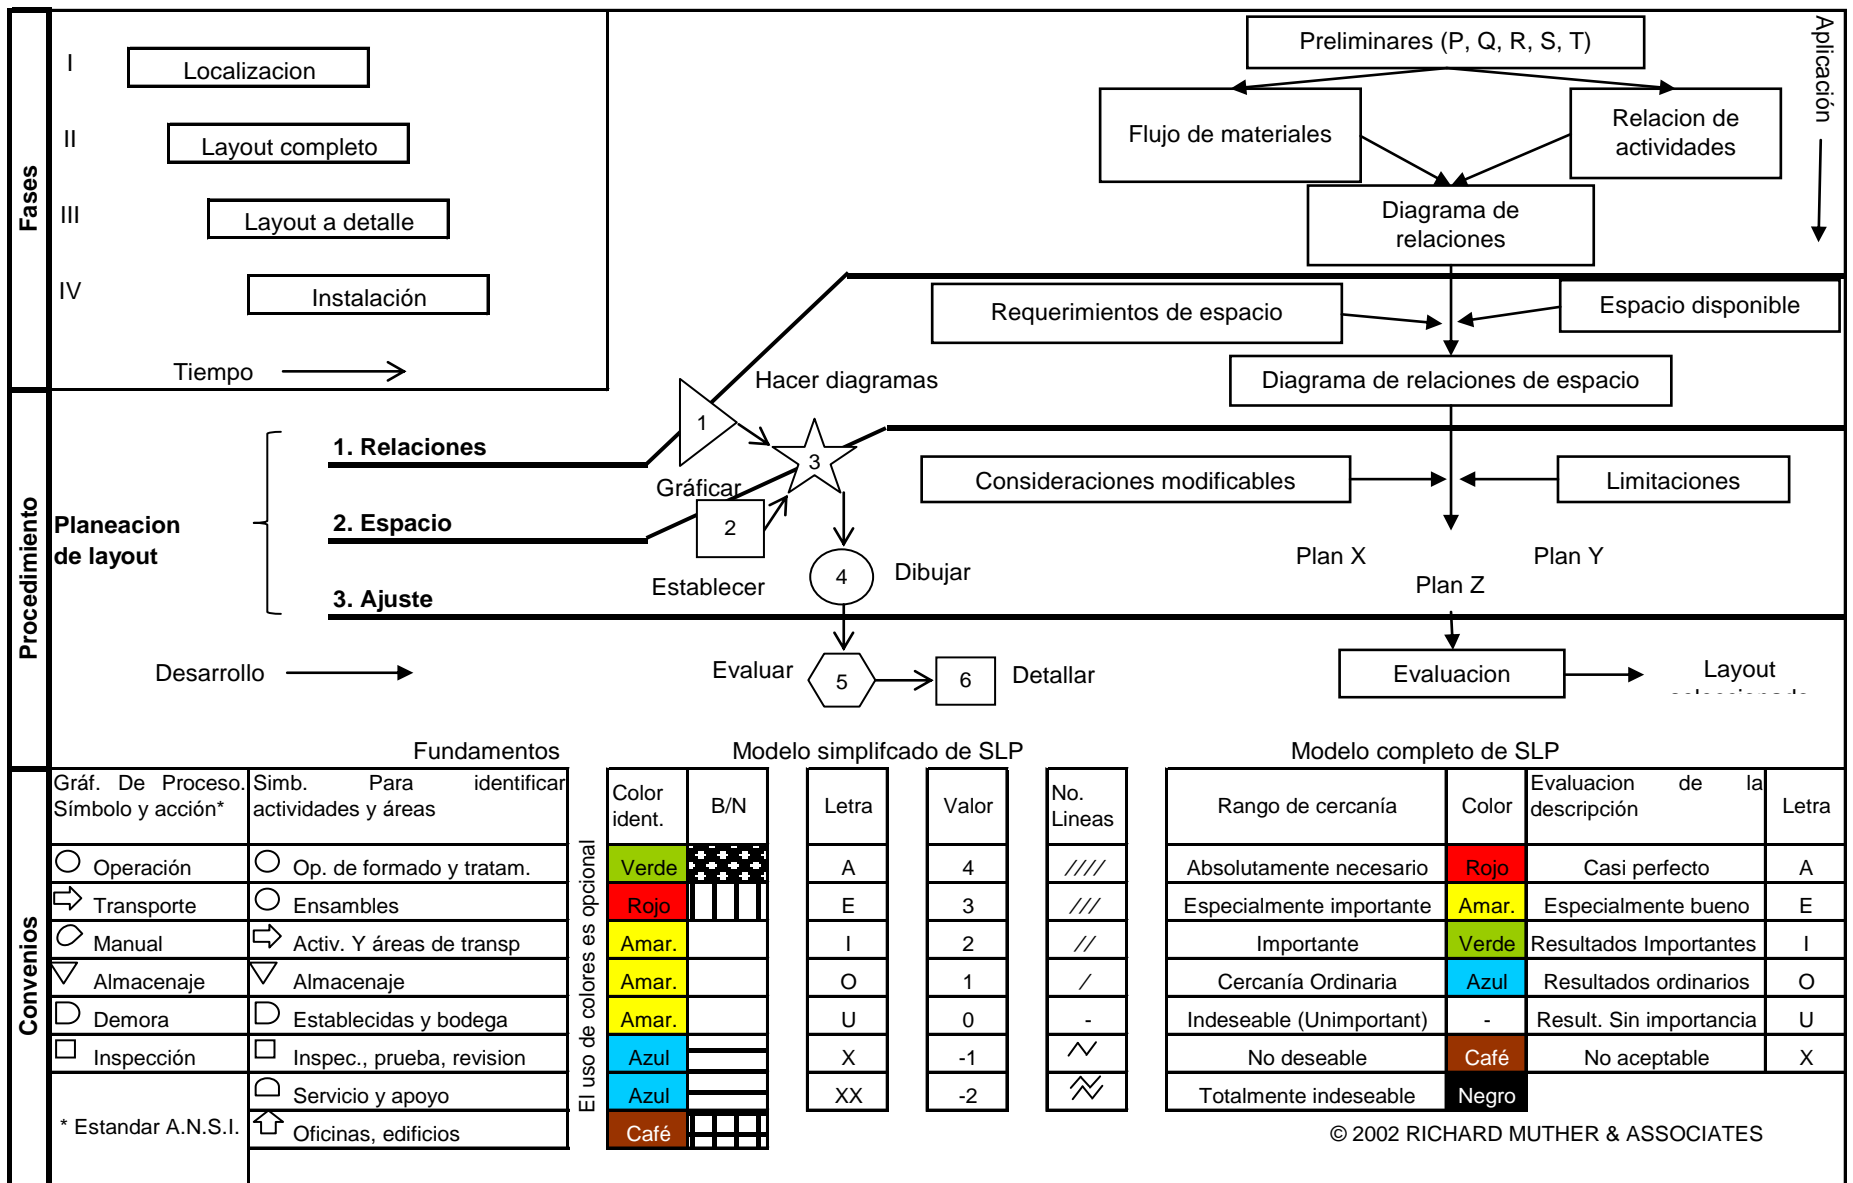 Fases
I
Localizacion
II
Layout completo
III
Layout a detalle
IV
Instalación
Tiempo
Aplicación
Preliminares (P, Q, R, S, T)
Flujo de materiales
Relacion de
actividades
Diagrama de
relaciones
Requerimientos de espacio
Espacio disponible
Diagrama de relaciones de espacio
Consideraciones modificables
Limitaciones
Plan X
Plan Y
Plan Z
Evaluacion
Layout
Procedimiento
Planeacion
de layout
1. Relaciones
2. Espacio
3. Ajuste
Desarrollo
Hacer diagramas
1
3
Gráficar
2
Establecer
4
Dibujar
Evaluar
5
6
Detallar
Fundamentos
Modelo simplifcado de SLP
Modelo completo de SLP
Convenios
Gráf. De Proceso.
Símbolo y acción*
Operación
Transporte
Manual
Almacenaje
Demora
Inspección
* Estandar A.N.S.I.
Simb. Para identificar
actividades y áreas
Op. de formado y tratam.
Ensambles
Activ. Y áreas de transp
Almacenaje
Establecidas y bodega
Inspec., prueba, revision
Servicio y apoyo
Oficinas, edificios
El uso de colores es opcional
Color
ident.
B/N
Letra
Valor
No.
Lineas
Verde
A
4
Rojo
E
3
Amar.
I
2
Amar.
O
1
Amar.
U
0
-
Azul
X
-1
Azul
XX
-2
Café
Rango de cercanía
Color
Evaluacion de la
descripción
Letra
Absolutamente necesario
Rojo
Casi perfecto
A
Especialmente importante
Amar.
Especialmente bueno
E
Importante
Verde
Resultados Importantes
I
Cercanía Ordinaria
Azul
Resultados ordinarios
O
Indeseable (Unimportant)
-
Result. Sin importancia
U
No deseable
Café
No aceptable
X
Totalmente indeseable
Negro
© 2002 RICHARD MUTHER & ASSOCIATES